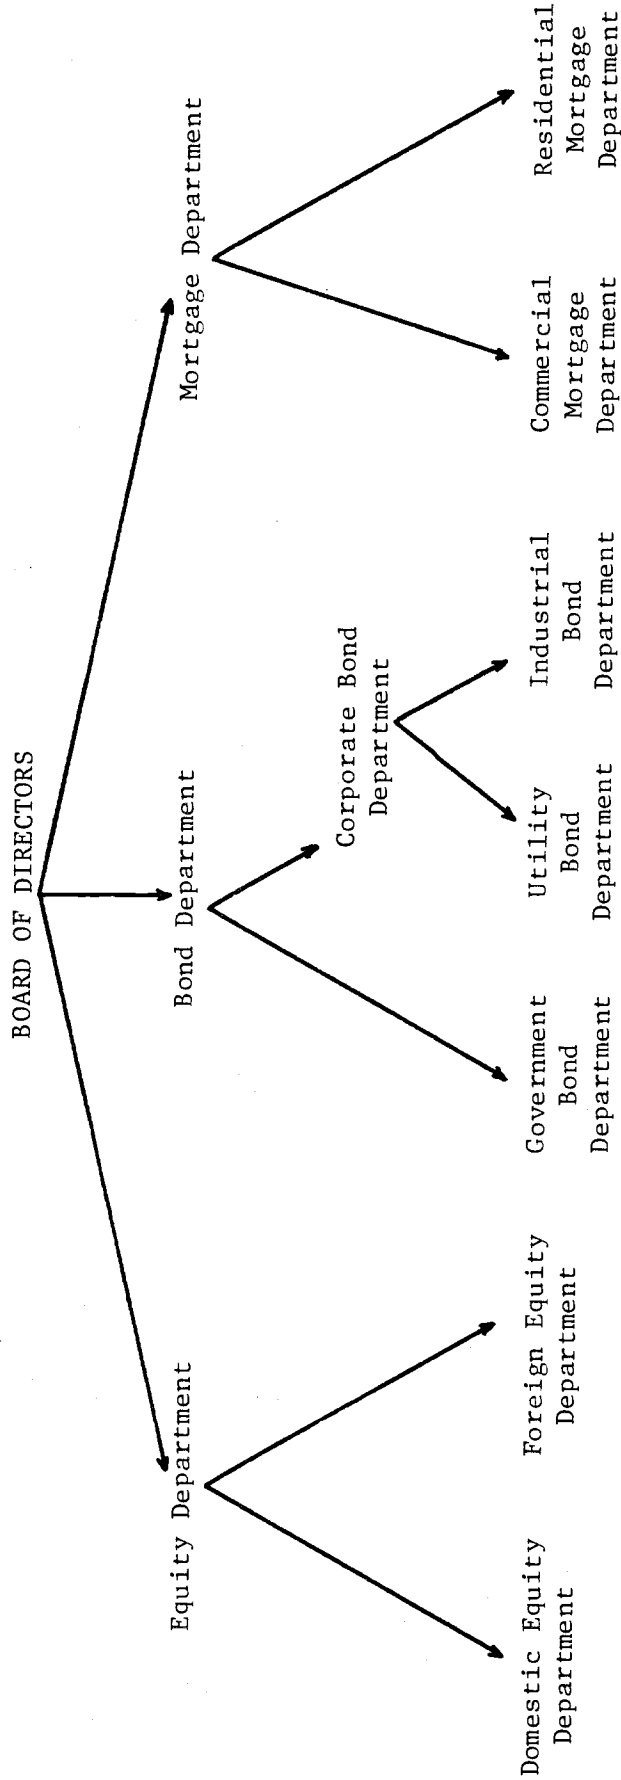 BOARD OF DIRECTORS
Equity Department
Bond Department
Mortgage Department
Corporate Bond
Department
Domestic Equity
Department
Foreign Equity
Department
Government
Bond
Department
Utility
Bond
Department
Industrial
Bond
Department
Commercial
Mortgage
Department
Residential
Mortgage
Department